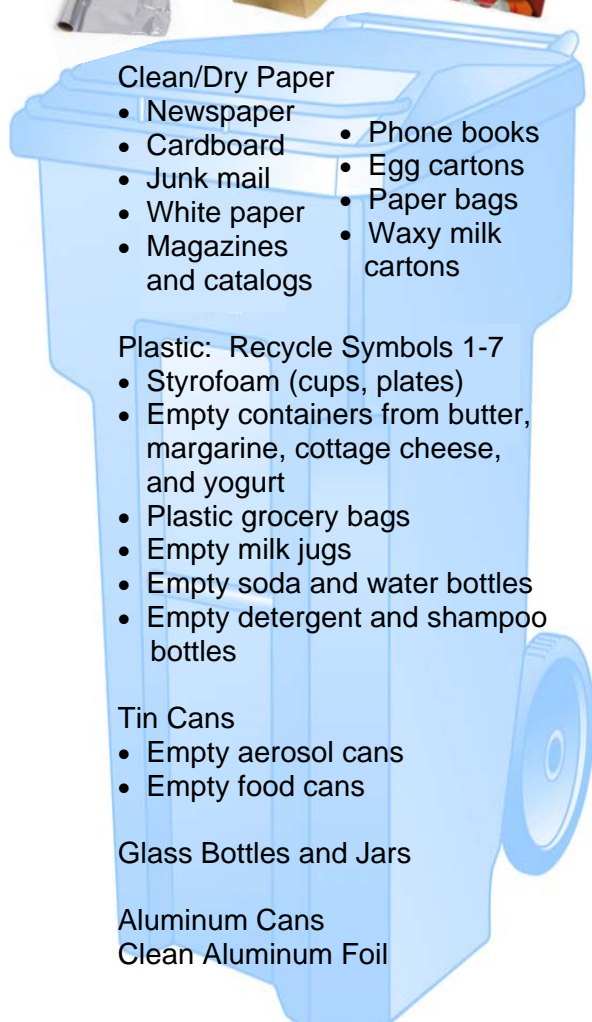 Clean/Dry Paper
• Newspaper
• Cardboard
• Junk mail
• White paper
• Magazines
and catalogs
• Phone books
• Egg cartons
• Paper bags
• Waxy milk
cartons
Plastic:  Recycle Symbols 1-7
• Styrofoam (cups, plates)
• Empty containers from butter,
margarine, cottage cheese,
and yogurt
• Plastic grocery bags
• Empty milk jugs
• Empty soda and water bottles
• Empty detergent and shampoo
bottles
Tin Cans
• Empty aerosol cans
• Empty food cans
Glass Bottles and Jars
Aluminum Cans
Clean Aluminum Foil